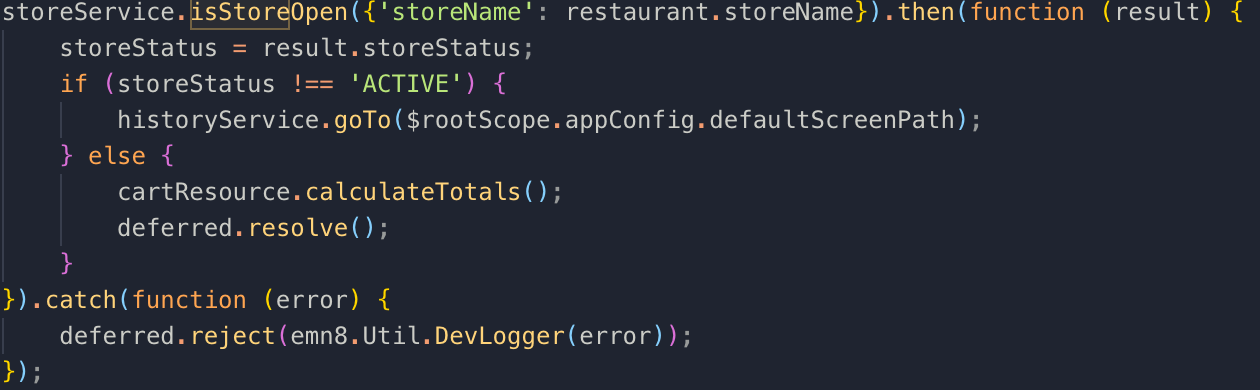 storeService.isStoreOpen({'storeName': restaurant.storeName}).then(function (result) {
    storeStatus = result.storeStatus;
    if (storeStatus !== 'ACTIVE') {
        historyService.goTo($rootScope.appConfig.defaultScreenPath);
    } else {
        cartResource.calculateTotals();
        deferred.resolve();
    }
}).catch(function (error) {
    deferred.reject(emn8.Util.DevLogger(error));
});